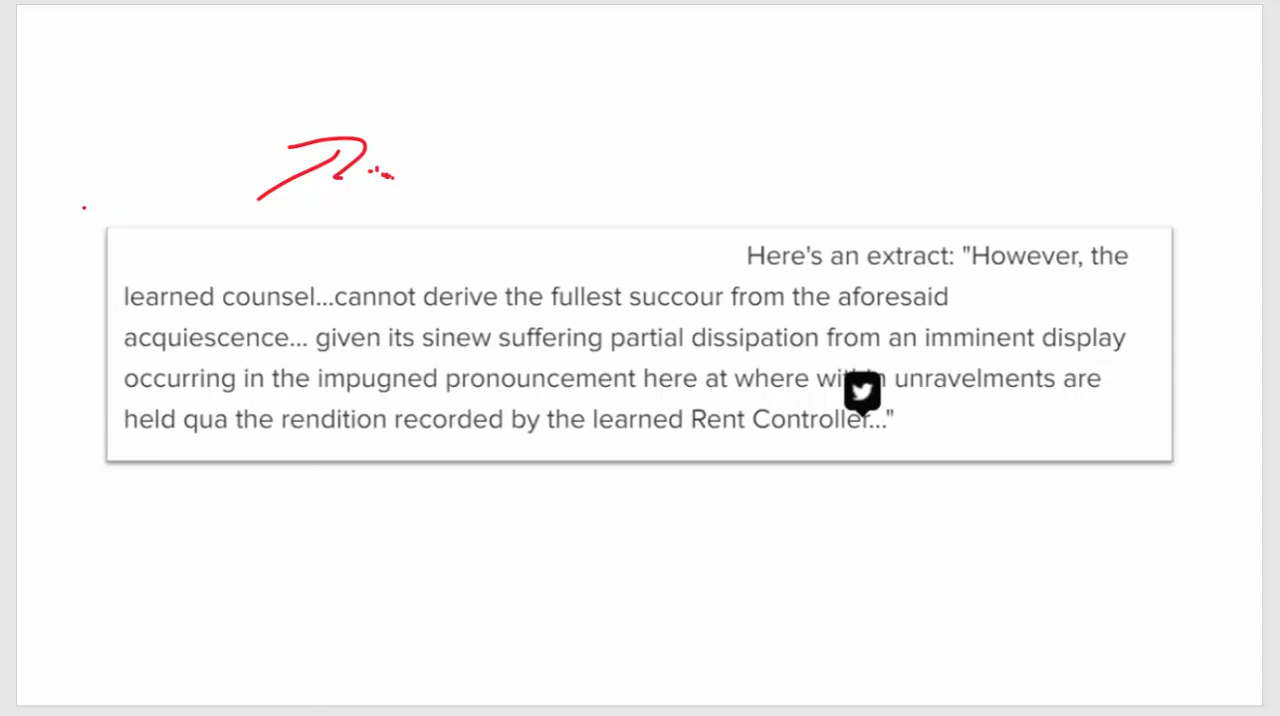 Here's an extract: "However, the
learned counsel...cannot derive the fullest succour from the aforesaid
acquiescence... given its sinew suffering partial dissipation from an imminent display
occurring in the impugned pronouncement here at where within unravelments are
held qua the rendition recorded by the learned Rent Controller..."